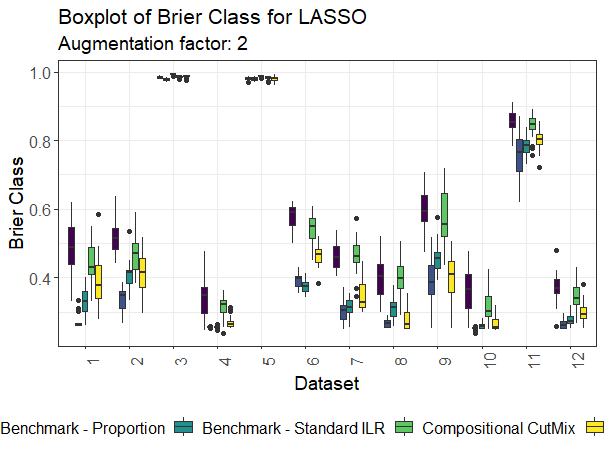 Boxplot of Brier Class for LASSO
Augmentation factor: 2
Brier Class
1.0
0.8
0.6
0.4
1 2 3 4 5 6 7 8 9 10 11 12
Dataset
Benchmark - Proportion Benchmark - Standard ILR Compositional CutMix